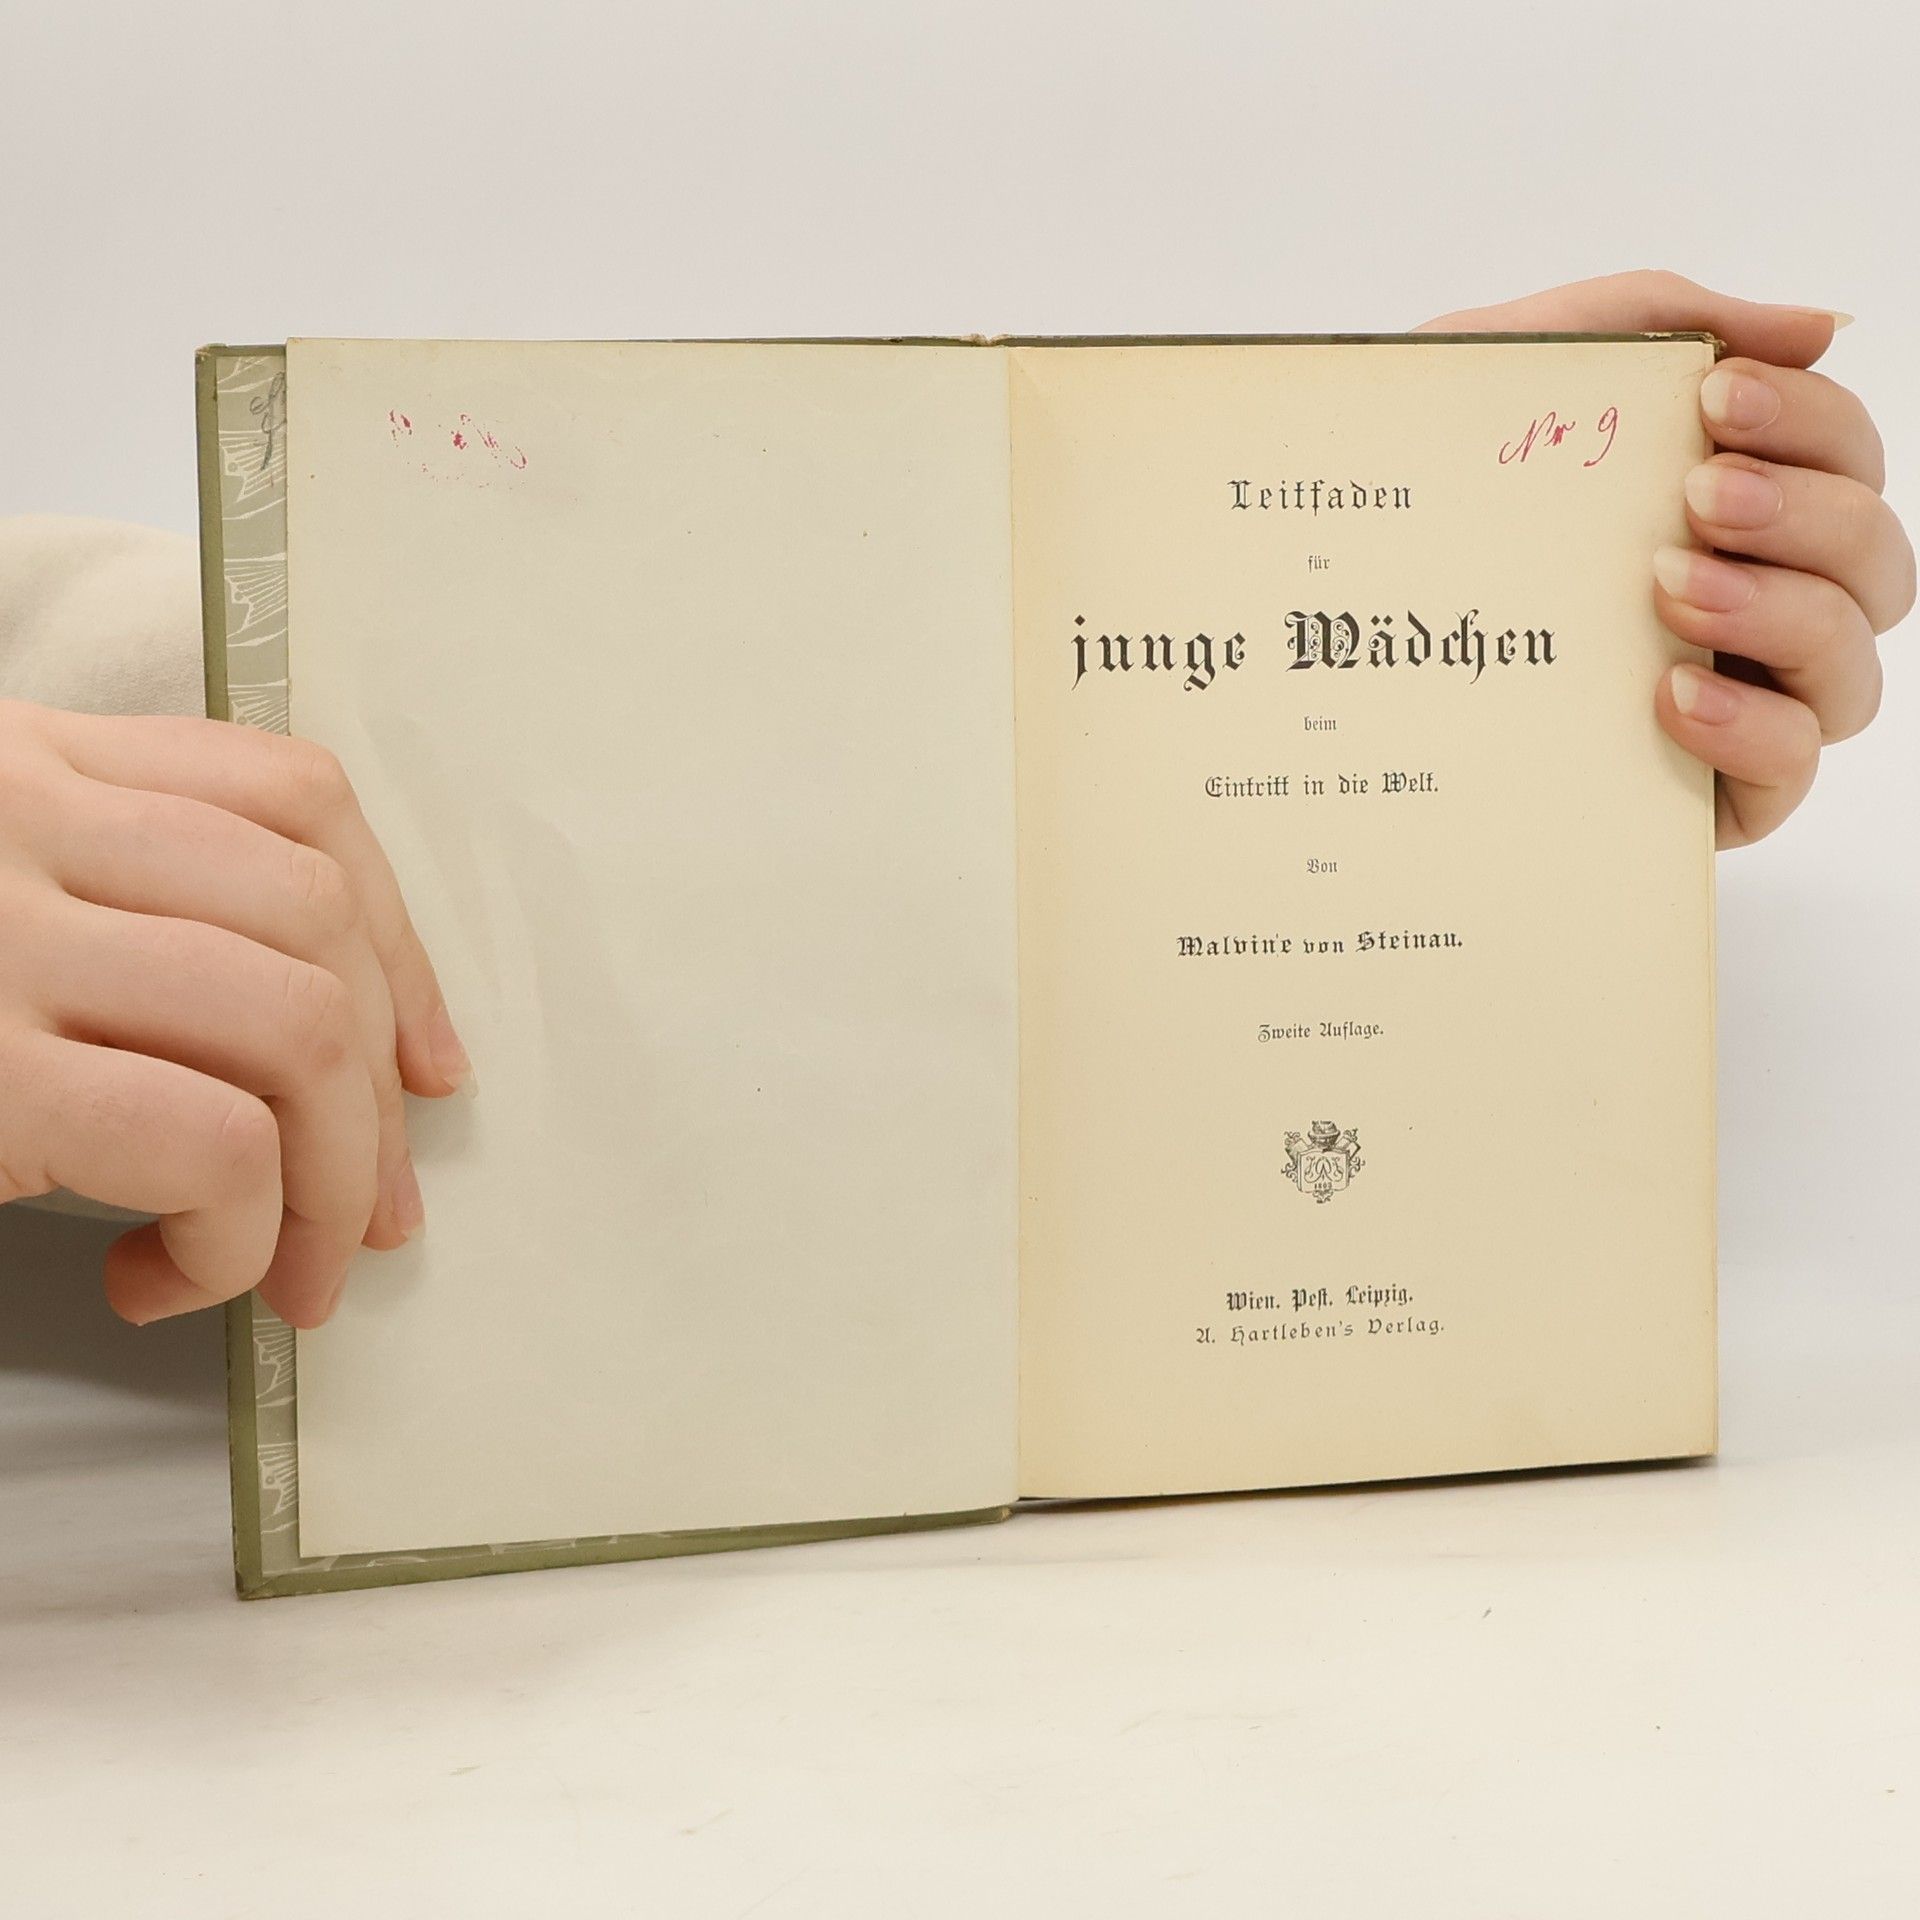 Nr 9
Leitfaden
für
junge Mädchen
beim
Eintritt in die Welt.
Von
Malvine von Steinau.
Zweite Auflage.
1803
Wien. Pest. Leipzig.
A. Hartleben's Verlag.